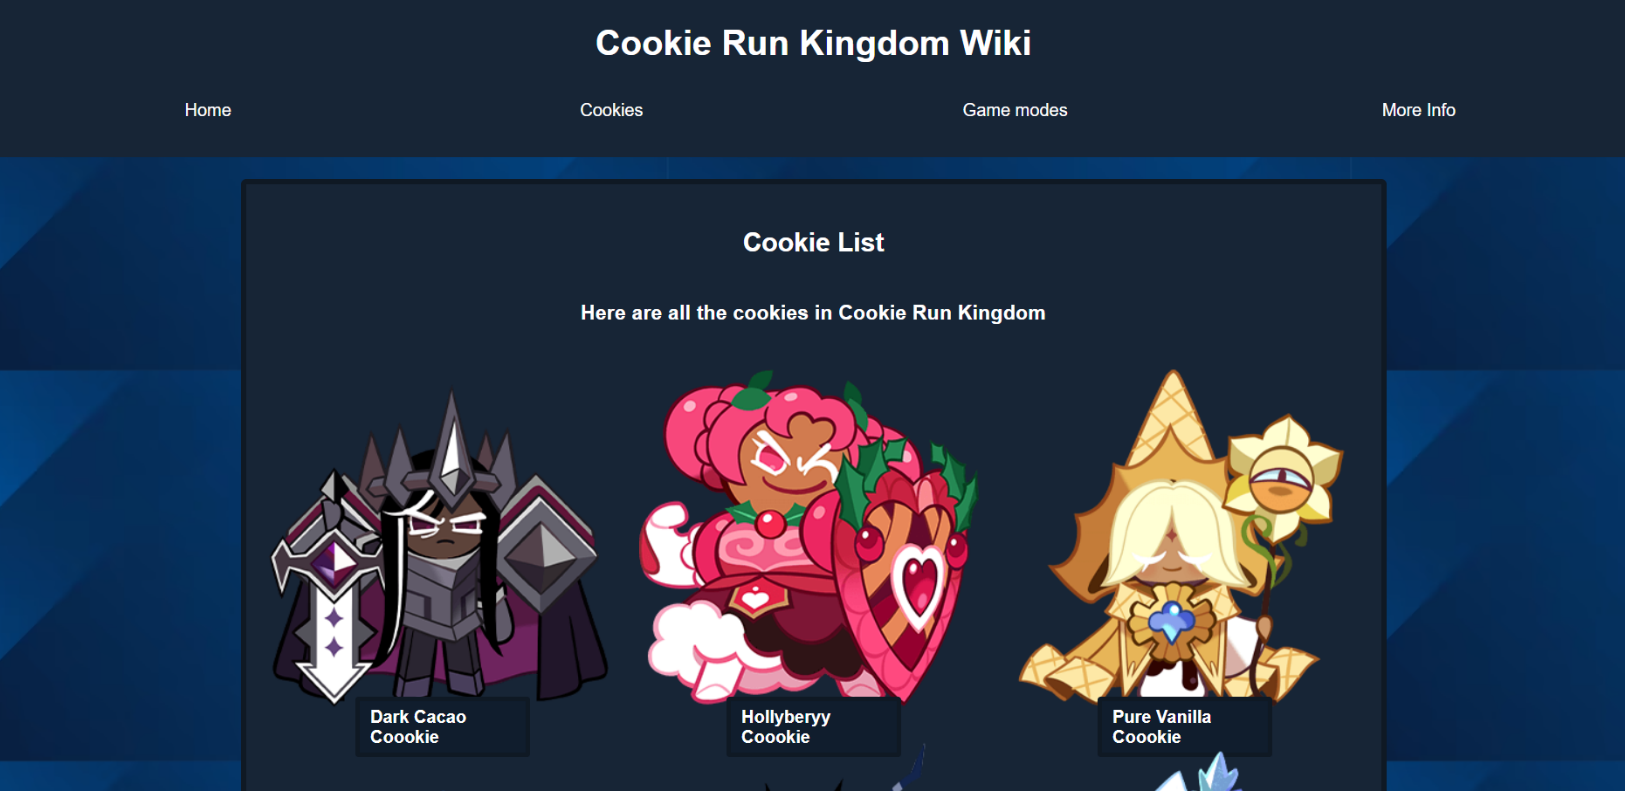 Cookie Run Kingdom Wiki
Home Cookies Game modes More Info
Cookie List
Here are all the cookies in Cookie Run Kingdom
Dark Cacao
Coookie
Hollyberyy
Coookie
Pure Vanilla
Coookie